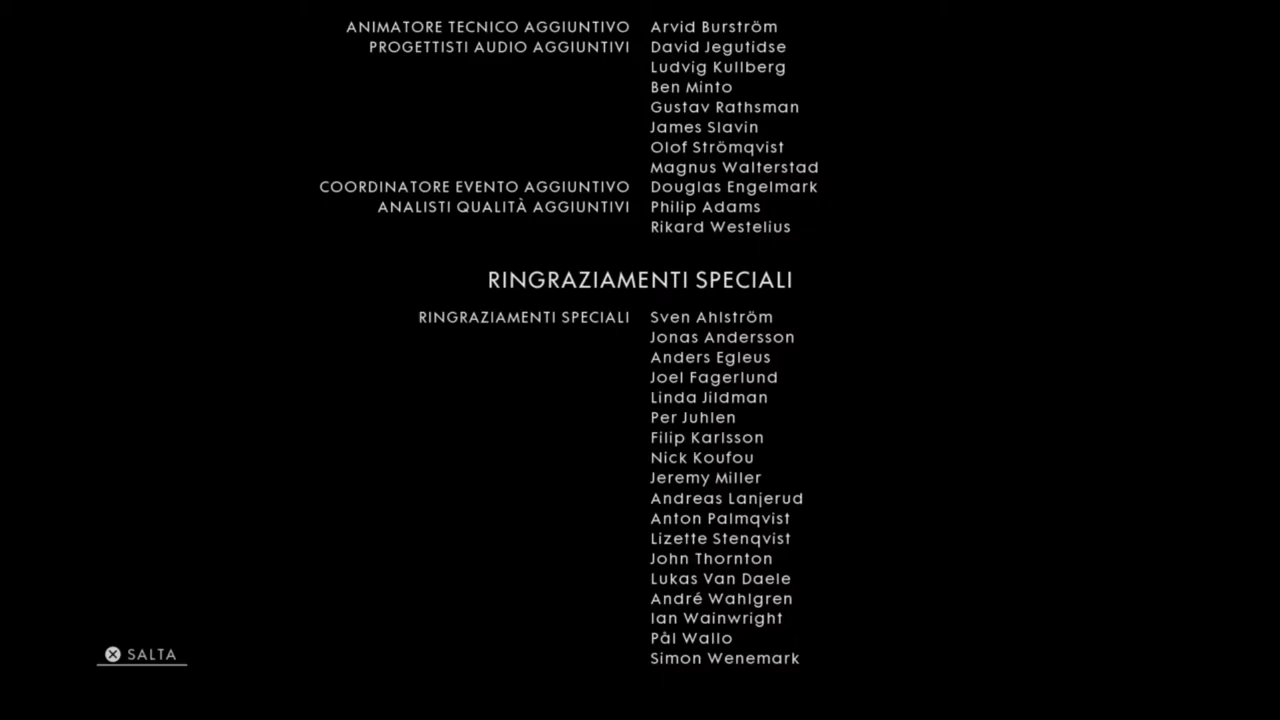 ANIMATORE TECNICO AGGIUNTIVO Arvid Burström
PROGETTISTI AUDIO AGGIUNTIVI David Jegutidse
Ludvig Kullberg
Ben Minto
Gustav Rathsman
James Slavin
Olof Strömqvist
Magnus Walterstad
COORDINATORE EVENTO AGGIUNTIVO Douglas Engelmark
ANALISTI QUALITÀ AGGIUNTIVI Philip Adams
Rikard Westelius
RINGRAZIAMENTI SPECIALI
RINGRAZIAMENTI SPECIALI Sven Ahlström
Jonas Andersson
Anders Egleus
Joel Fagerlund
Linda Jildman
Per Juhlen
Filip Karlsson
Nick Koufou
Jeremy Miller
Andreas Lanjerud
Anton Palmqvist
Lizette Stenqvist
John Thornton
Lukas Van Daele
André Wahlgren
Ian Wainwright
Pål Wallo
Simon Wenemark
SALTA